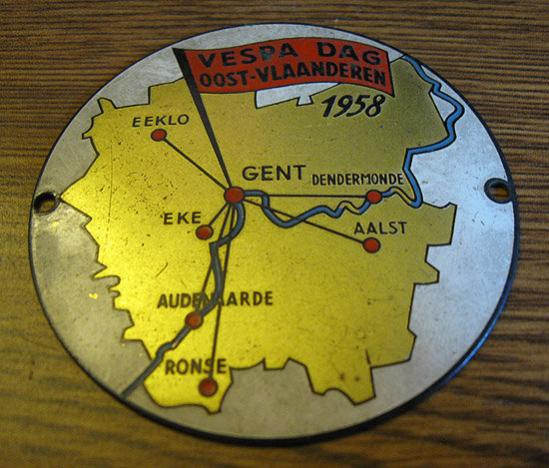 VESPA DAG
OOST-VLAANDEREN
1958
EEKLO
GENT
DENDERMONDE
EKE
AALST
AUDENAARDE
RONSE